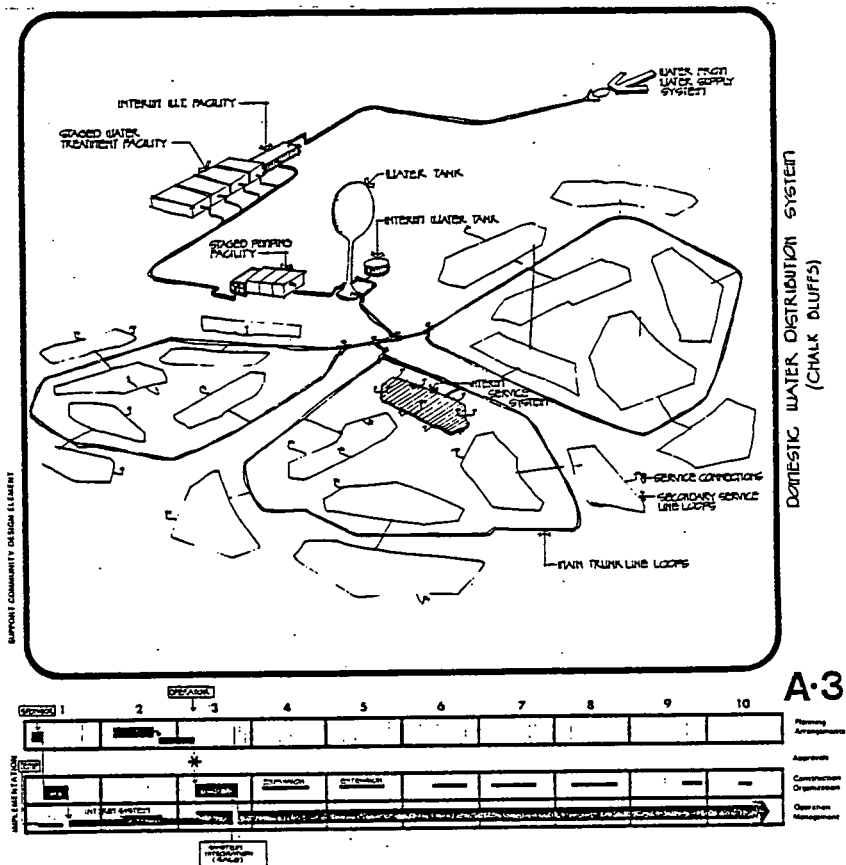 WATER FROM
WATER SUPPLY
SYSTEM
INTERIM W.T. FACILITY
STAGED WATER
TREATMENT FACILITY
WATER TANK
INTERIM WATER TANK
STAGED PUMPING
FACILITY
INTERIM
SERVICE
SYSTEM
SERVICE CONNECTIONS
SECONDARY SERVICE
LINE LOOPS
MAIN TRUNK LINE LOOPS
DOMESTIC WATER DISTRIBUTION SYSTEM
(CHALK BLUFFS)
SUPPORT COMMUNITY DESIGN ELEMENT
A·3
OPERATOR
SPONSOR
1 2 3 4 5 6 7 8 9 10
Planning
Arrangements
Approvals
IMPLEMENTATION
EXPANSION
EXTENSION
Construction
Organization
INTERIM SYSTEM
Operation
Management
SYSTEM
INTEGRATION